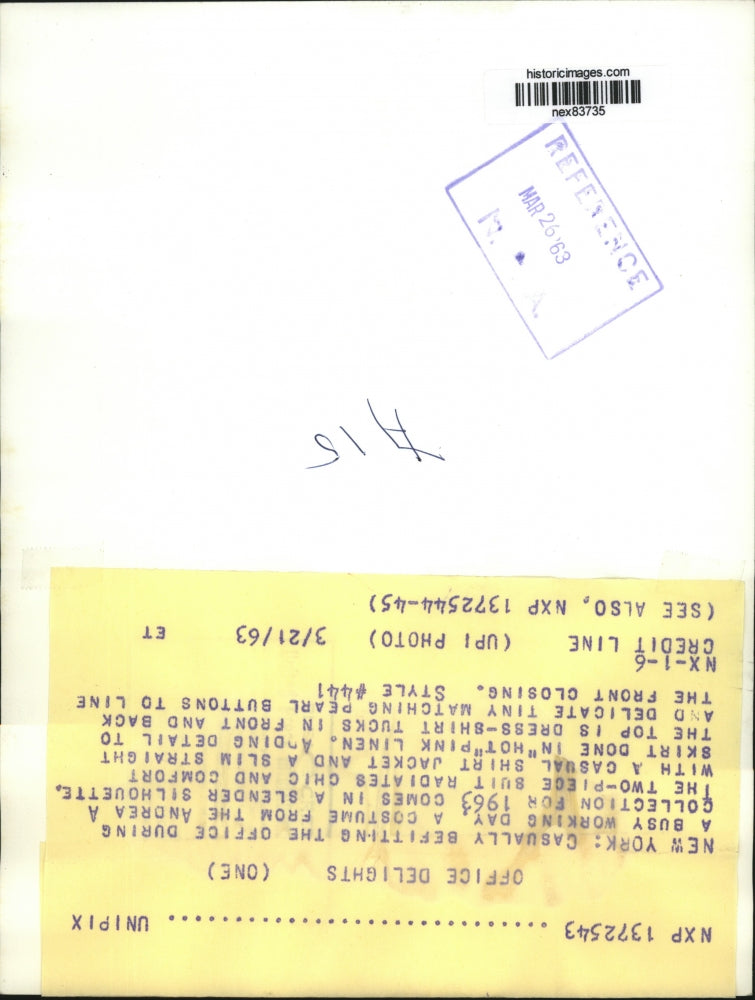 historicimages.com
nex83735
REFERENCE
MAR 26 '63
N. . A.
NXP 1372543 ........................ UNIPIX
OFFICE DELIGHTS (ONE)
NEW YORK: CASUALLY BEFITTING THE OFFICE DURING
A BUSY WORKING DAY, A COSTUME FROM THE ANDREA A
COLLECTION FOR 1963 COMES IN A SLENDER SILHOUETTE.
THE TWO-PIECE SUIT RADIATES CHIC AND COMFORT
WITH A CASUAL SHIRT JACKET AND A SLIM STRAIGHT
SKIRT DONE IN "HOT PINK" LINEN. ADDING DETAIL TO
THE TOP IS DRESS-SHIRT TUCKS IN FRONT AND BACK
AND DELICATE TINY MATCHING PEARL BUTTONS TO LINE
THE FRONT CLOSING. STYLE #441
NX-1-6
CREDIT LINE (UPI PHOTO) 3/21/63 ET
(SEE ALSO, NXP 1372544-45)